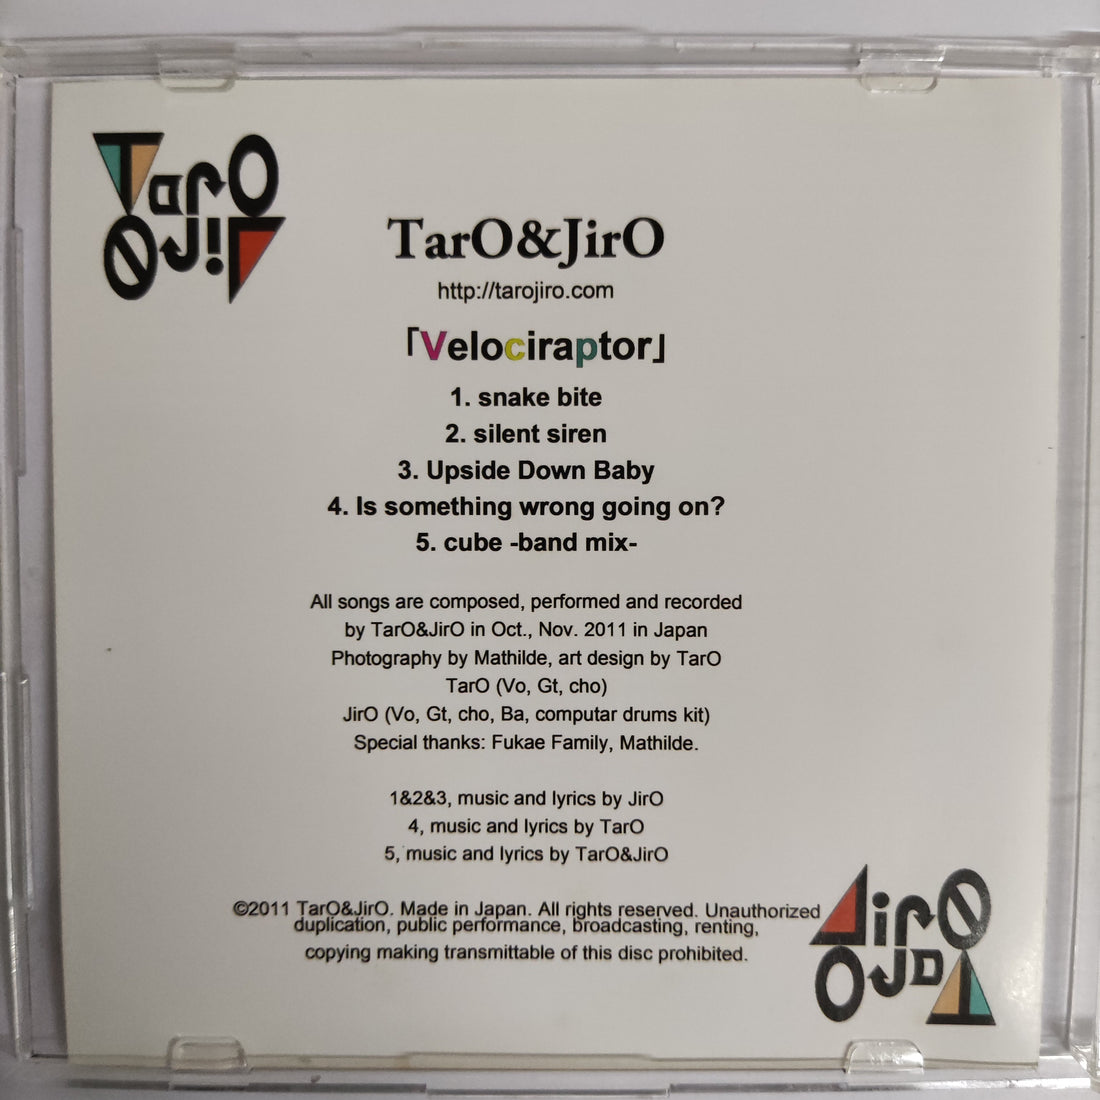 TarO
JirO
TarO&JirO
http://tarojiro.com
「Velociraptor」
1. snake bite
2. silent siren
3. Upside Down Baby
4. Is something wrong going on?
5. cube -band mix-
All songs are composed, performed and recorded
by TarO&JirO in Oct., Nov. 2011 in Japan
Photography by Mathilde, art design by TarO
TarO (Vo, Gt, cho)
JirO (Vo, Gt, cho, Ba, computar drums kit)
Special thanks: Fukae Family, Mathilde.
1&2&3, music and lyrics by JirO
4, music and lyrics by TarO
5, music and lyrics by TarO&JirO
©2011 TarO&JirO. Made in Japan. All rights reserved. Unauthorized
duplication, public performance, broadcasting, renting,
copying making transmittable of this disc prohibited.
JirO
TarO